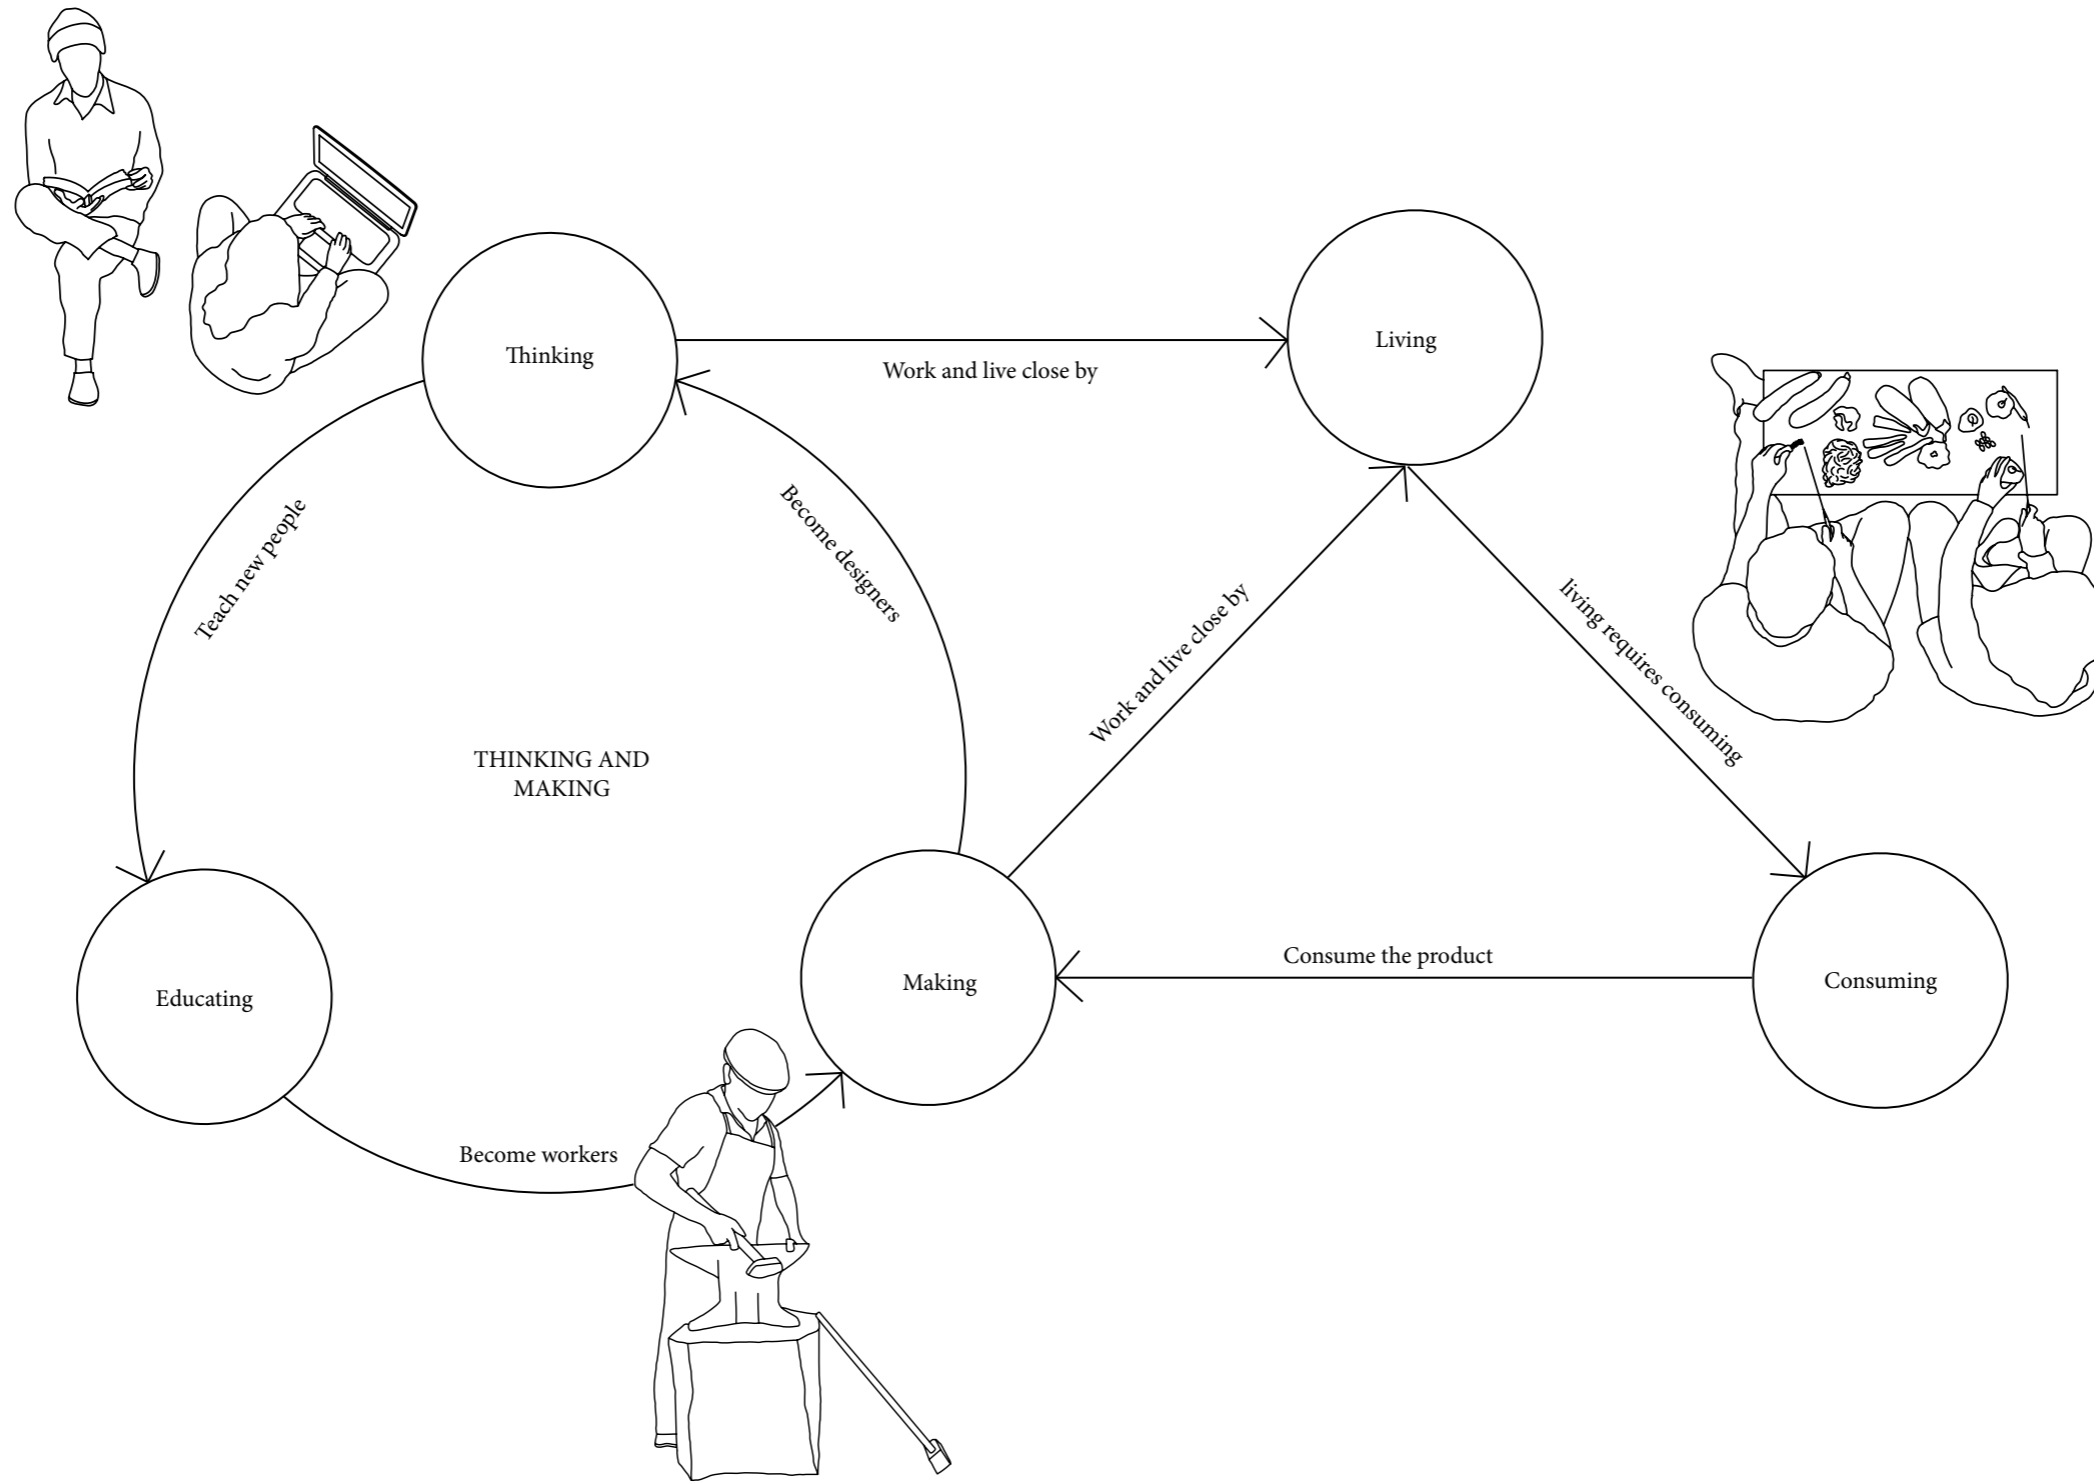 Thinking
Work and live close by
Living
Teach new people
Become designers
Work and live close by
living requires consuming
THINKING AND
MAKING
Educating
Making
Consume the product
Consuming
Become workers